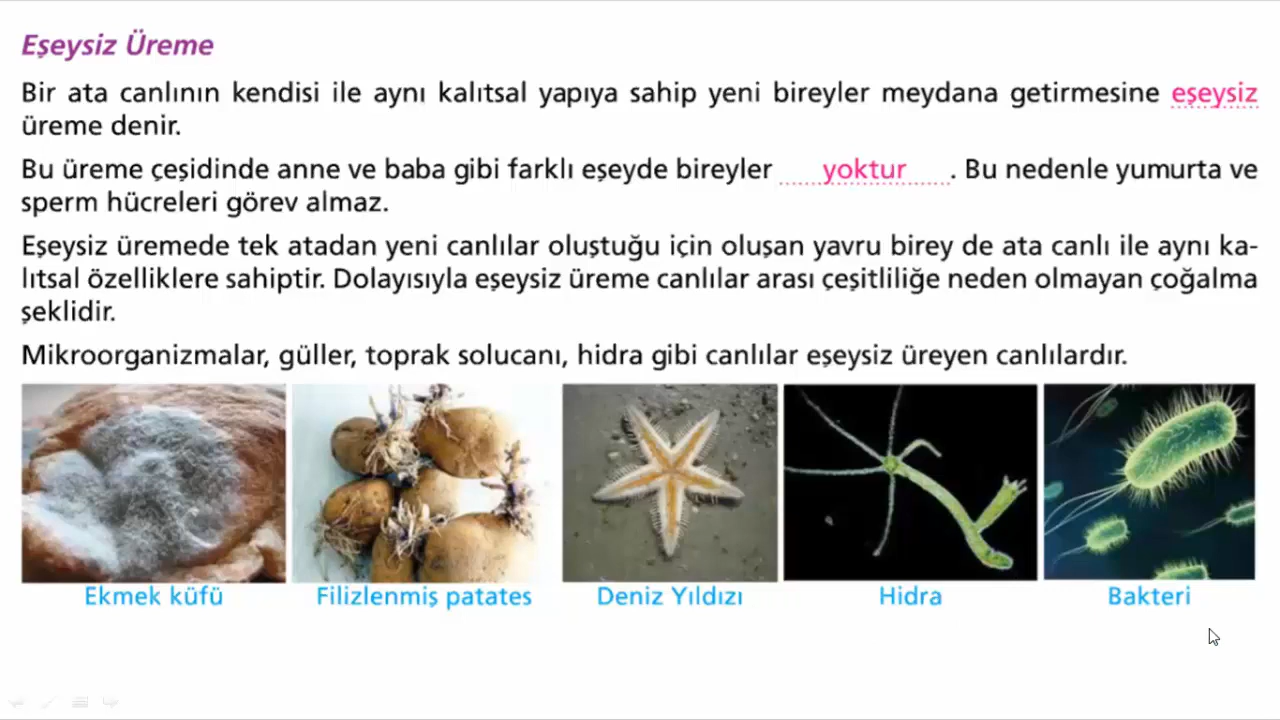 Eşeysiz Üreme
Bir ata canlının kendisi ile aynı kalıtsal yapıya sahip yeni bireyler meydana getirmesine eşeysiz
üreme denir.
Bu üreme çeşidinde anne ve baba gibi farklı eşeyde bireyler yoktur . Bu nedenle yumurta ve
sperm hücreleri görev almaz.
Eşeysiz üremede tek atadan yeni canlılar oluştuğu için oluşan yavru birey de ata canlı ile aynı ka-
lıtsal özelliklere sahiptir. Dolayısıyla eşeysiz üreme canlılar arası çeşitliliğe neden olmayan çoğalma
şeklidir.
Mikroorganizmalar, güller, toprak solucanı, hidra gibi canlılar eşeysiz üreyen canlılardır.
Ekmek küfü
Filizlenmiş patates
Deniz Yıldızı
Hidra
Bakteri